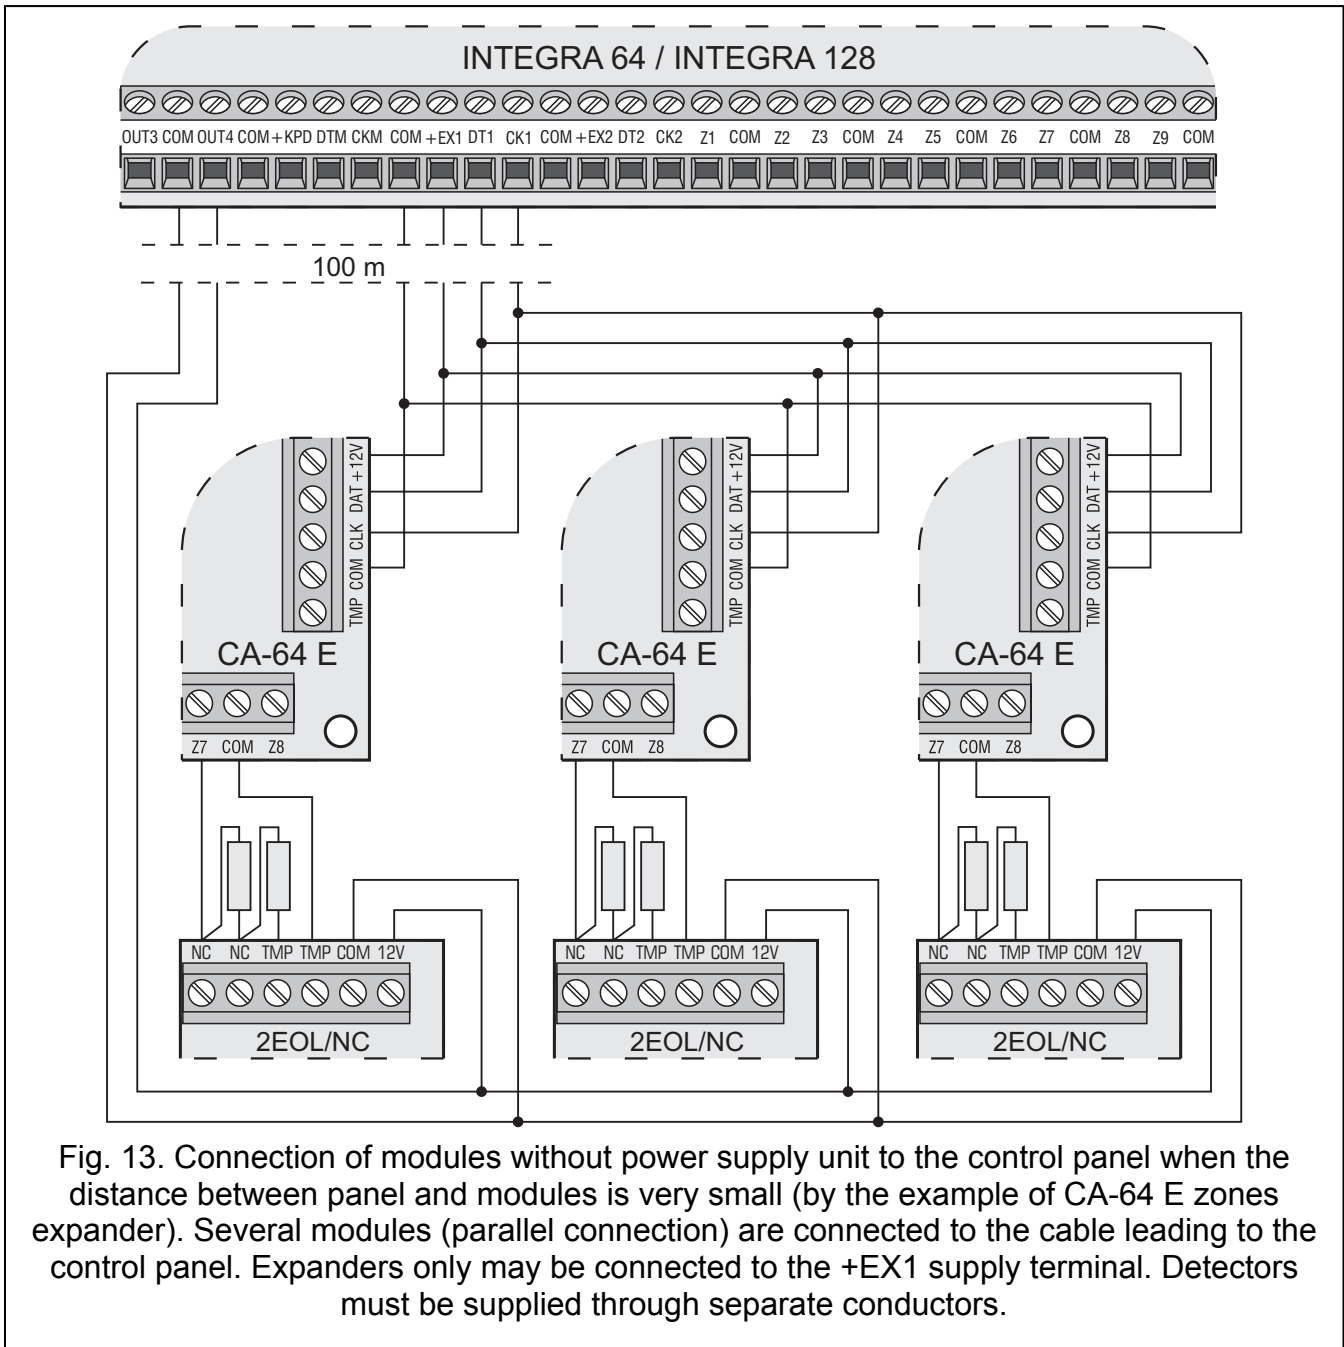 INTEGRA 64 / INTEGRA 128
OUT3 COM OUT4 COM +KPD DTM CKM COM +EX1 DT1 CK1 COM +EX2 DT2 CK2 Z1 COM Z2 Z3 COM Z4 Z5 COM Z6 Z7 COM Z8 Z9 COM
100 m
TMP COM CLK DAT +12V
TMP COM CLK DAT +12V
TMP COM CLK DAT +12V
CA-64 E
CA-64 E
CA-64 E
Z7 COM Z8
Z7 COM Z8
Z7 COM Z8
NC NC TMP TMP COM 12V
NC NC TMP TMP COM 12V
NC NC TMP TMP COM 12V
2EOL/NC
2EOL/NC
2EOL/NC
Fig. 13. Connection of modules without power supply unit to the control panel when the
distance between panel and modules is very small (by the example of CA-64 E zones
expander). Several modules (parallel connection) are connected to the cable leading to the
control panel. Expanders only may be connected to the +EX1 supply terminal. Detectors
must be supplied through separate conductors.